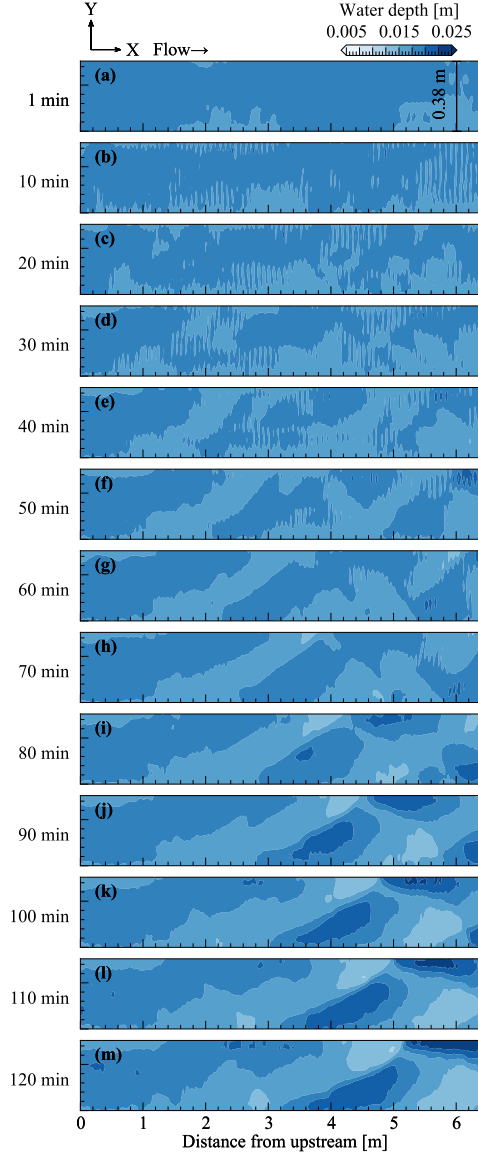 Y
X Flow→
Water depth [m]
0.005 0.015 0.025
(a)
1 min
0.38 m
(b)
10 min
(c)
20 min
(d)
30 min
(e)
40 min
(f)
50 min
(g)
60 min
(h)
70 min
(i)
80 min
(j)
90 min
(k)
100 min
(l)
110 min
(m)
120 min
0 1 2 3 4 5 6
Distance from upstream [m]